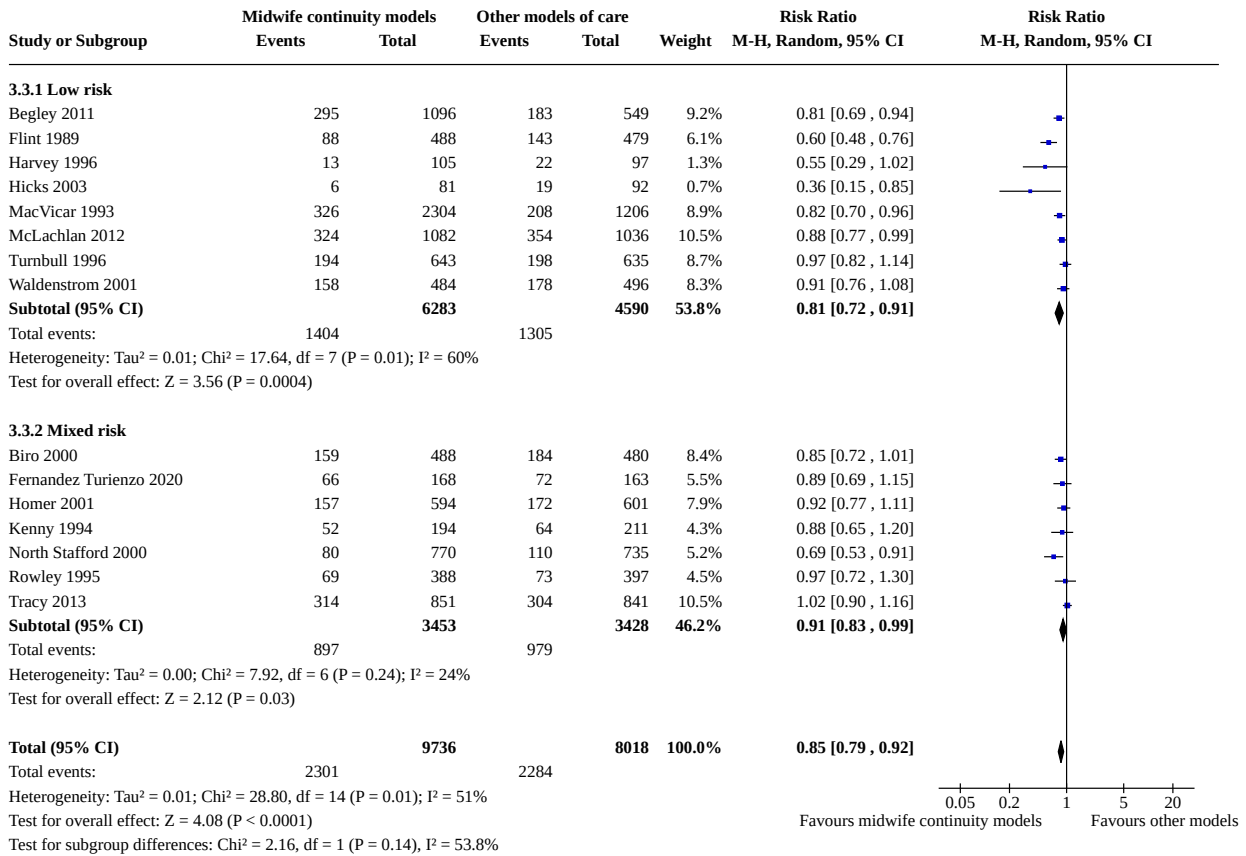 Midwife continuity models Other models of care Risk Ratio Risk Ratio
Study or Subgroup Events Total Events Total Weight M-H, Random, 95% CI M-H, Random, 95% CI
3.3.1 Low risk
Begley 2011 295 1096 183 549 9.2% 0.81 [0.69 , 0.94]
Flint 1989 88 488 143 479 6.1% 0.60 [0.48 , 0.76]
Harvey 1996 13 105 22 97 1.3% 0.55 [0.29 , 1.02]
Hicks 2003 6 81 19 92 0.7% 0.36 [0.15 , 0.85]
MacVicar 1993 326 2304 208 1206 8.9% 0.82 [0.70 , 0.96]
McLachlan 2012 324 1082 354 1036 10.5% 0.88 [0.77 , 0.99]
Turnbull 1996 194 643 198 635 8.7% 0.97 [0.82 , 1.14]
Waldenstrom 2001 158 484 178 496 8.3% 0.91 [0.76 , 1.08]
Subtotal (95% CI) 6283 4590 53.8% 0.81 [0.72 , 0.91]
Total events: 1404 1305
Heterogeneity: Tau² = 0.01; Chi² = 17.64, df = 7 (P = 0.01); I² = 60%
Test for overall effect: Z = 3.56 (P = 0.0004)
3.3.2 Mixed risk
Biro 2000 159 488 184 480 8.4% 0.85 [0.72 , 1.01]
Fernandez Turienzo 2020 66 168 72 163 5.5% 0.89 [0.69 , 1.15]
Homer 2001 157 594 172 601 7.9% 0.92 [0.77 , 1.11]
Kenny 1994 52 194 64 211 4.3% 0.88 [0.65 , 1.20]
North Stafford 2000 80 770 110 735 5.2% 0.69 [0.53 , 0.91]
Rowley 1995 69 388 73 397 4.5% 0.97 [0.72 , 1.30]
Tracy 2013 314 851 304 841 10.5% 1.02 [0.90 , 1.16]
Subtotal (95% CI) 3453 3428 46.2% 0.91 [0.83 , 0.99]
Total events: 897 979
Heterogeneity: Tau² = 0.00; Chi² = 7.92, df = 6 (P = 0.24); I² = 24%
Test for overall effect: Z = 2.12 (P = 0.03)
Total (95% CI) 9736 8018 100.0% 0.85 [0.79 , 0.92]
Total events: 2301 2284
Heterogeneity: Tau² = 0.01; Chi² = 28.80, df = 14 (P = 0.01); I² = 51%
0.05 0.2 1 5 20
Test for overall effect: Z = 4.08 (P < 0.0001)
Favours midwife continuity models Favours other models
Test for subgroup differences: Chi² = 2.16, df = 1 (P = 0.14), I² = 53.8%